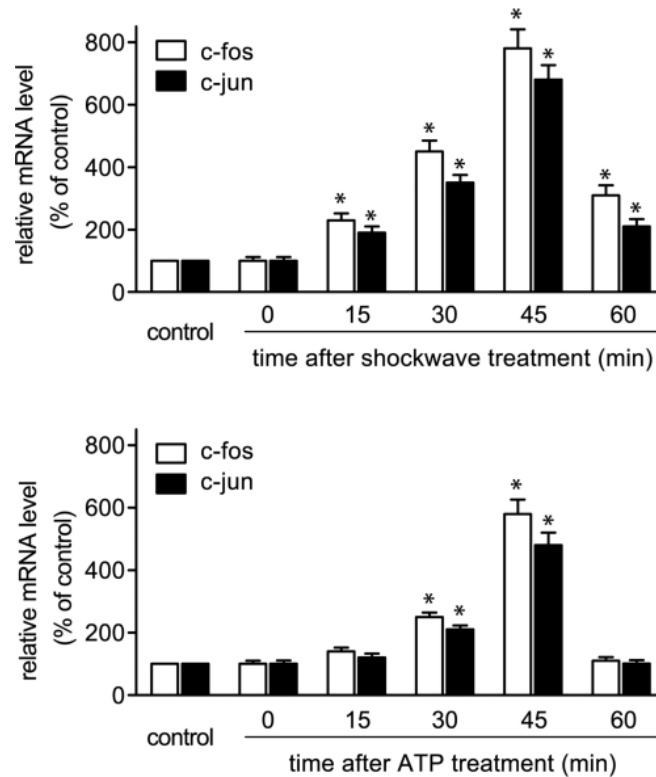 relative mRNA level
(% of control)
800
600
400
200
0
c-fos
c-jun
* * * * * * * *
control
0 15 30 45 60
time after shockwave treatment (min)
relative mRNA level
(% of control)
800
600
400
200
0
c-fos
c-jun
* * * *
control
0 15 30 45 60
time after ATP treatment (min)